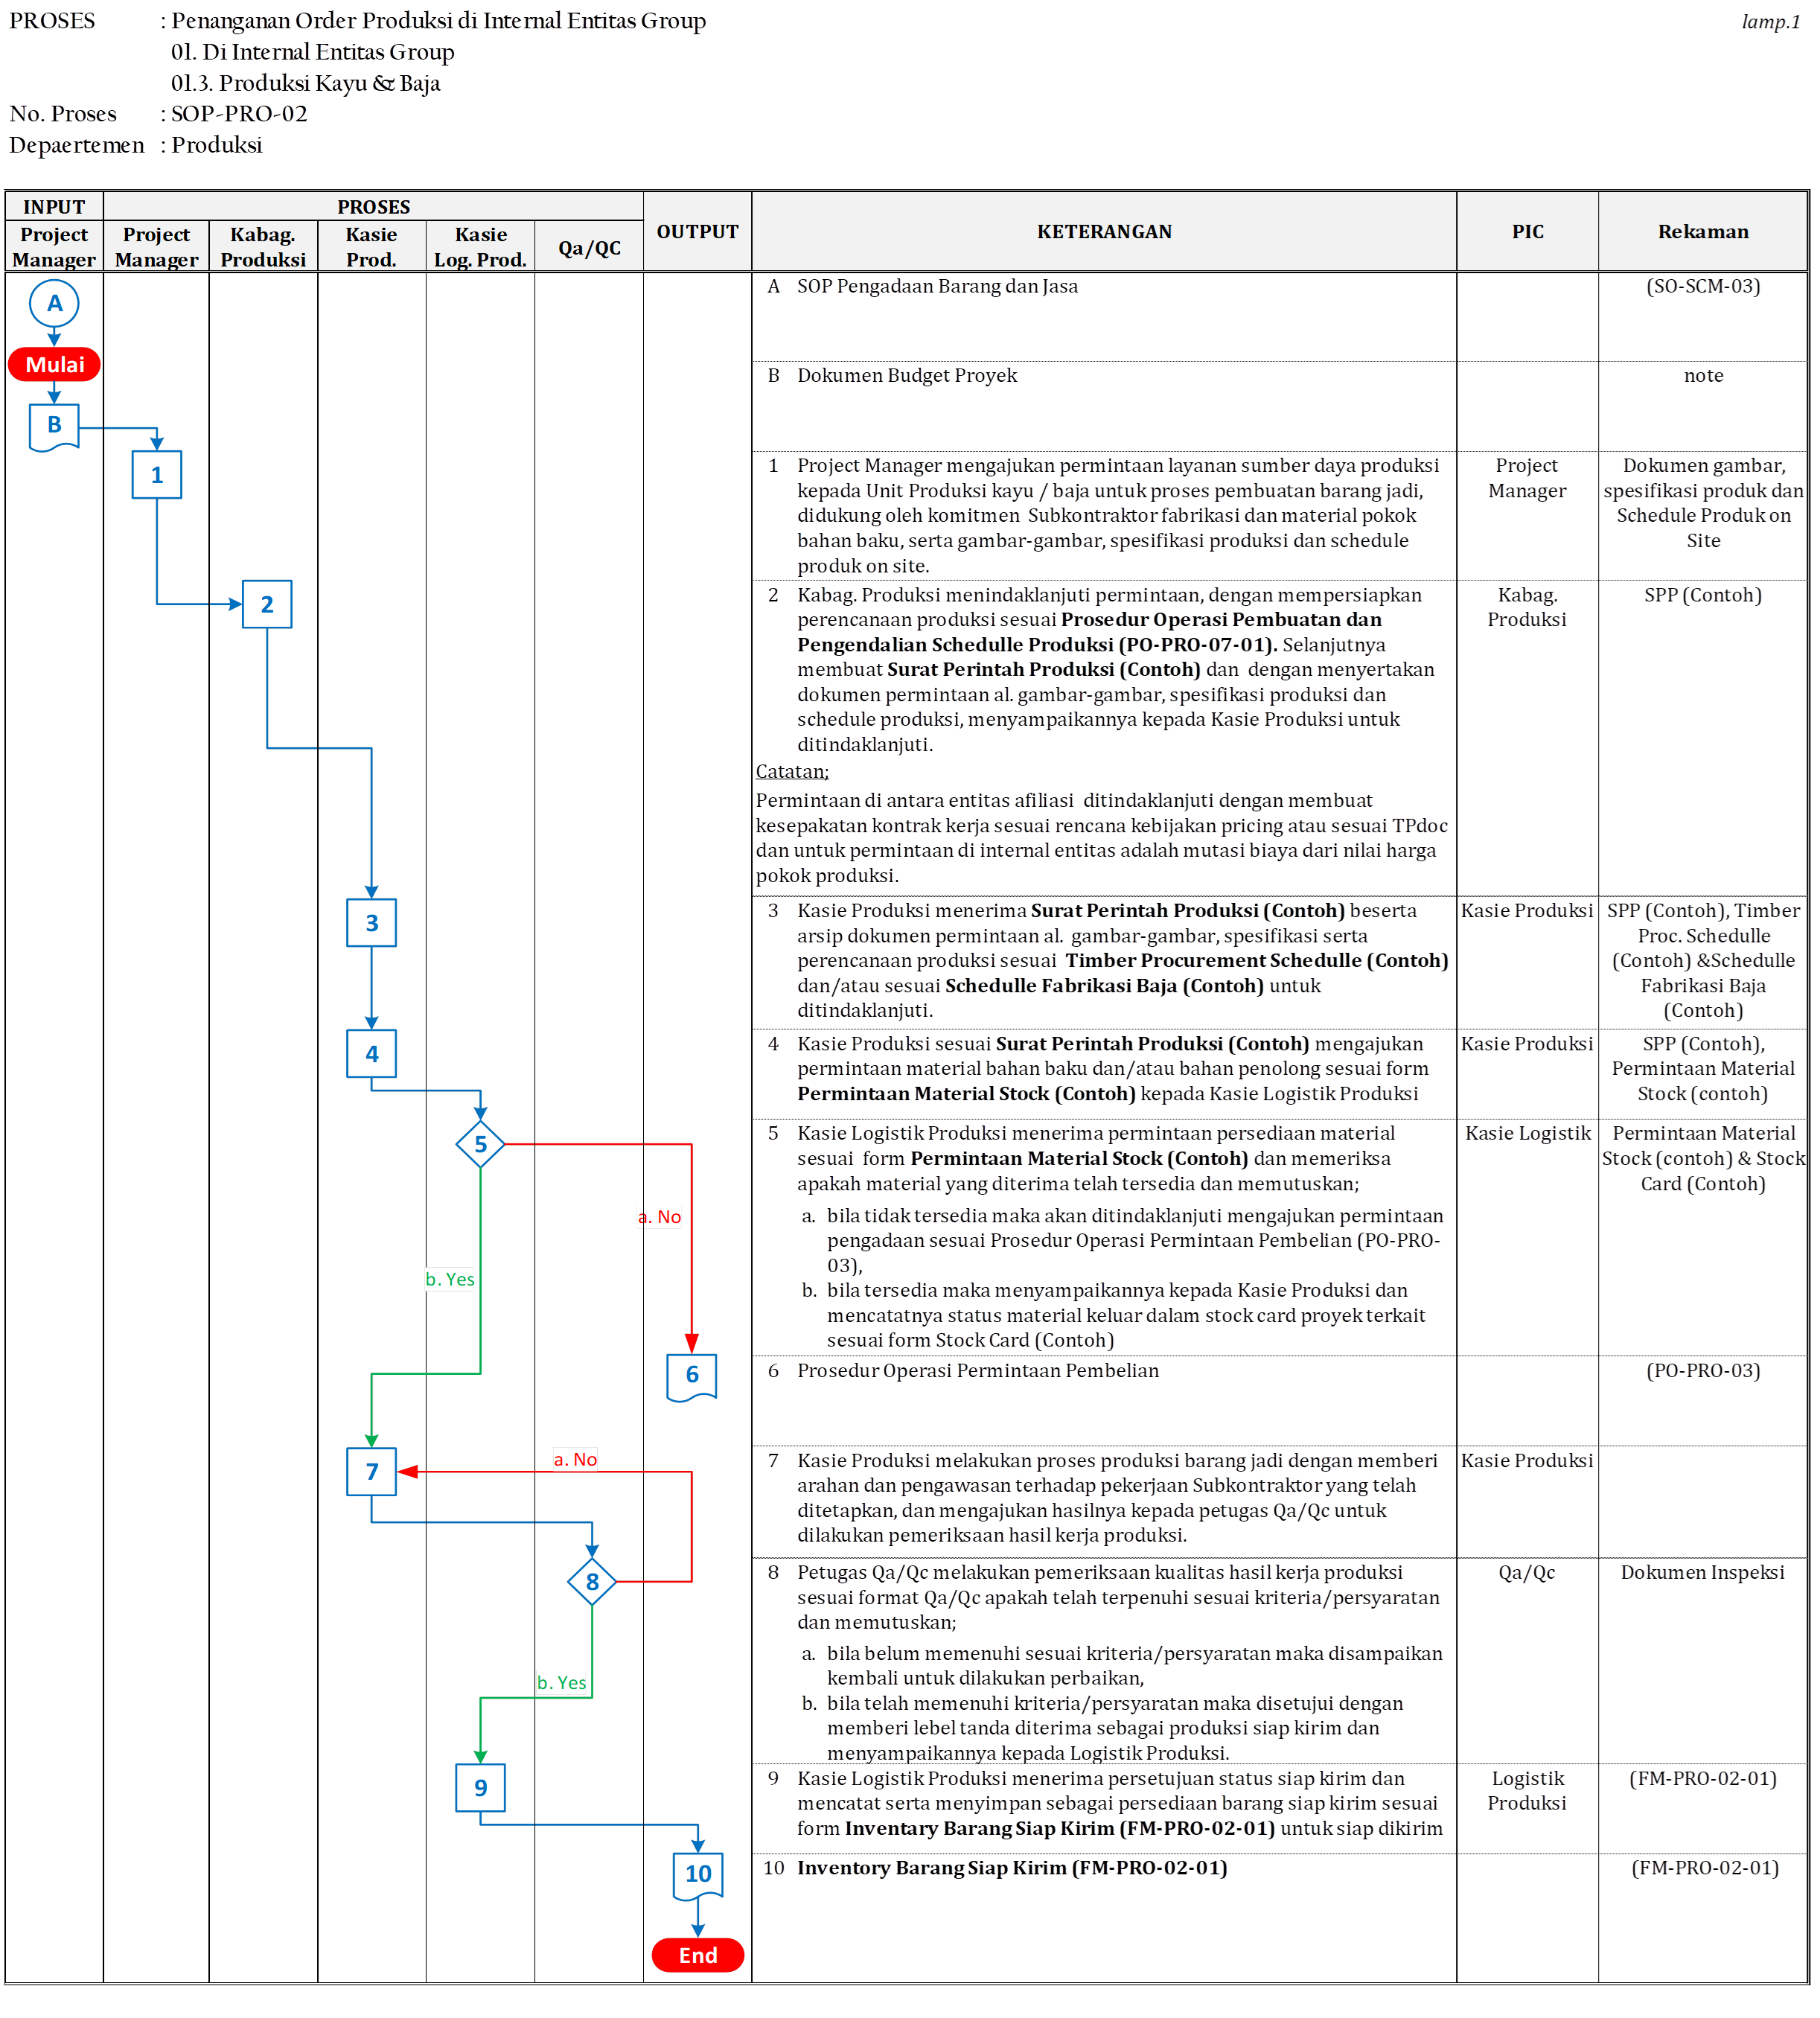 PROSES : Penanganan Order Produksi di Internal Entitas Group
lamp.1
01. Di Internal Entitas Group
01.3. Produksi Kayu & Baja
No. Proses : SOP-PRO-02
Depaertemen : Produksi
INPUT PROSES OUTPUT KETERANGAN PIC Rekaman
Project Manager
Project Manager
Kabag. Produksi
Kasie Prod.
Kasie Log. Prod.
Qa/QC
A
Mulai
B
1
2
3
4
5
a. No
b. Yes
6
7
a. No
8
b. Yes
9
10
End
A SOP Pengadaan Barang dan Jasa (SO-SCM-03)
B Dokumen Budget Proyek note
1 Project Manager mengajukan permintaan layanan sumber daya produksi
kepada Unit Produksi kayu / baja untuk proses pembuatan barang jadi,
didukung oleh komitmen Subkontraktor fabrikasi dan material pokok
bahan baku, serta gambar-gambar, spesifikasi produksi dan schedule
produk on site.
Project
Manager
Dokumen gambar,
spesifikasi produk dan
Schedule Produk on
Site
2 Kabag. Produksi menindaklanjuti permintaan, dengan mempersiapkan
perencanaan produksi sesuai Prosedur Operasi Pembuatan dan
Pengendalian Schedulle Produksi (PO-PRO-07-01). Selanjutnya
membuat Surat Perintah Produksi (Contoh) dan dengan menyertakan
dokumen permintaan al. gambar-gambar, spesifikasi produksi dan
schedule produksi, menyampaikannya kepada Kasie Produksi untuk
ditindaklanjuti.
Catatan;
Permintaan di antara entitas afiliasi ditindaklanjuti dengan membuat
kesepakatan kontrak kerja sesuai rencana kebijakan pricing atau sesuai TPdoc
dan untuk permintaan di internal entitas adalah mutasi biaya dari nilai harga
pokok produksi.
Kabag.
Produksi
SPP (Contoh)
3 Kasie Produksi menerima Surat Perintah Produksi (Contoh) beserta
arsip dokumen permintaan al. gambar-gambar, spesifikasi serta
perencanaan produksi sesuai Timber Procurement Schedulle (Contoh)
dan/atau sesuai Schedulle Fabrikasi Baja (Contoh) untuk
ditindaklanjuti.
Kasie Produksi
SPP (Contoh), Timber
Proc. Schedulle
(Contoh) &Schedulle
Fabrikasi Baja
(Contoh)
4 Kasie Produksi sesuai Surat Perintah Produksi (Contoh) mengajukan
permintaan material bahan baku dan/atau bahan penolong sesuai form
Permintaan Material Stock (Contoh) kepada Kasie Logistik Produksi
Kasie Produksi
SPP (Contoh),
Permintaan Material
Stock (contoh)
5 Kasie Logistik Produksi menerima permintaan persediaan material
sesuai form Permintaan Material Stock (Contoh) dan memeriksa
apakah material yang diterima telah tersedia dan memutuskan;
a. bila tidak tersedia maka akan ditindaklanjuti mengajukan permintaan
pengadaan sesuai Prosedur Operasi Permintaan Pembelian (PO-PRO-
03),
b. bila tersedia maka menyampaikannya kepada Kasie Produksi dan
mencatatnya status material keluar dalam stock card proyek terkait
sesuai form Stock Card (Contoh)
Kasie Logistik
Permintaan Material
Stock (contoh) & Stock
Card (Contoh)
6 Prosedur Operasi Permintaan Pembelian (PO-PRO-03)
7 Kasie Produksi melakukan proses produksi barang jadi dengan memberi
arahan dan pengawasan terhadap pekerjaan Subkontraktor yang telah
ditetapkan, dan mengajukan hasilnya kepada petugas Qa/Qc untuk
dilakukan pemeriksaan hasil kerja produksi.
Kasie Produksi
8 Petugas Qa/Qc melakukan pemeriksaan kualitas hasil kerja produksi
sesuai format Qa/Qc apakah telah terpenuhi sesuai kriteria/persyaratan
dan memutuskan;
a. bila belum memenuhi sesuai kriteria/persyaratan maka disampaikan
kembali untuk dilakukan perbaikan,
b. bila telah memenuhi kriteria/persyaratan maka disetujui dengan
memberi lebel tanda diterima sebagai produksi siap kirim dan
menyampaikannya kepada Logistik Produksi.
Qa/Qc
Dokumen Inspeksi
9 Kasie Logistik Produksi menerima persetujuan status siap kirim dan
mencatat serta menyimpan sebagai persediaan barang siap kirim sesuai
form Inventary Barang Siap Kirim (FM-PRO-02-01) untuk siap dikirim
Logistik
Produksi
(FM-PRO-02-01)
10 Inventory Barang Siap Kirim (FM-PRO-02-01) (FM-PRO-02-01)